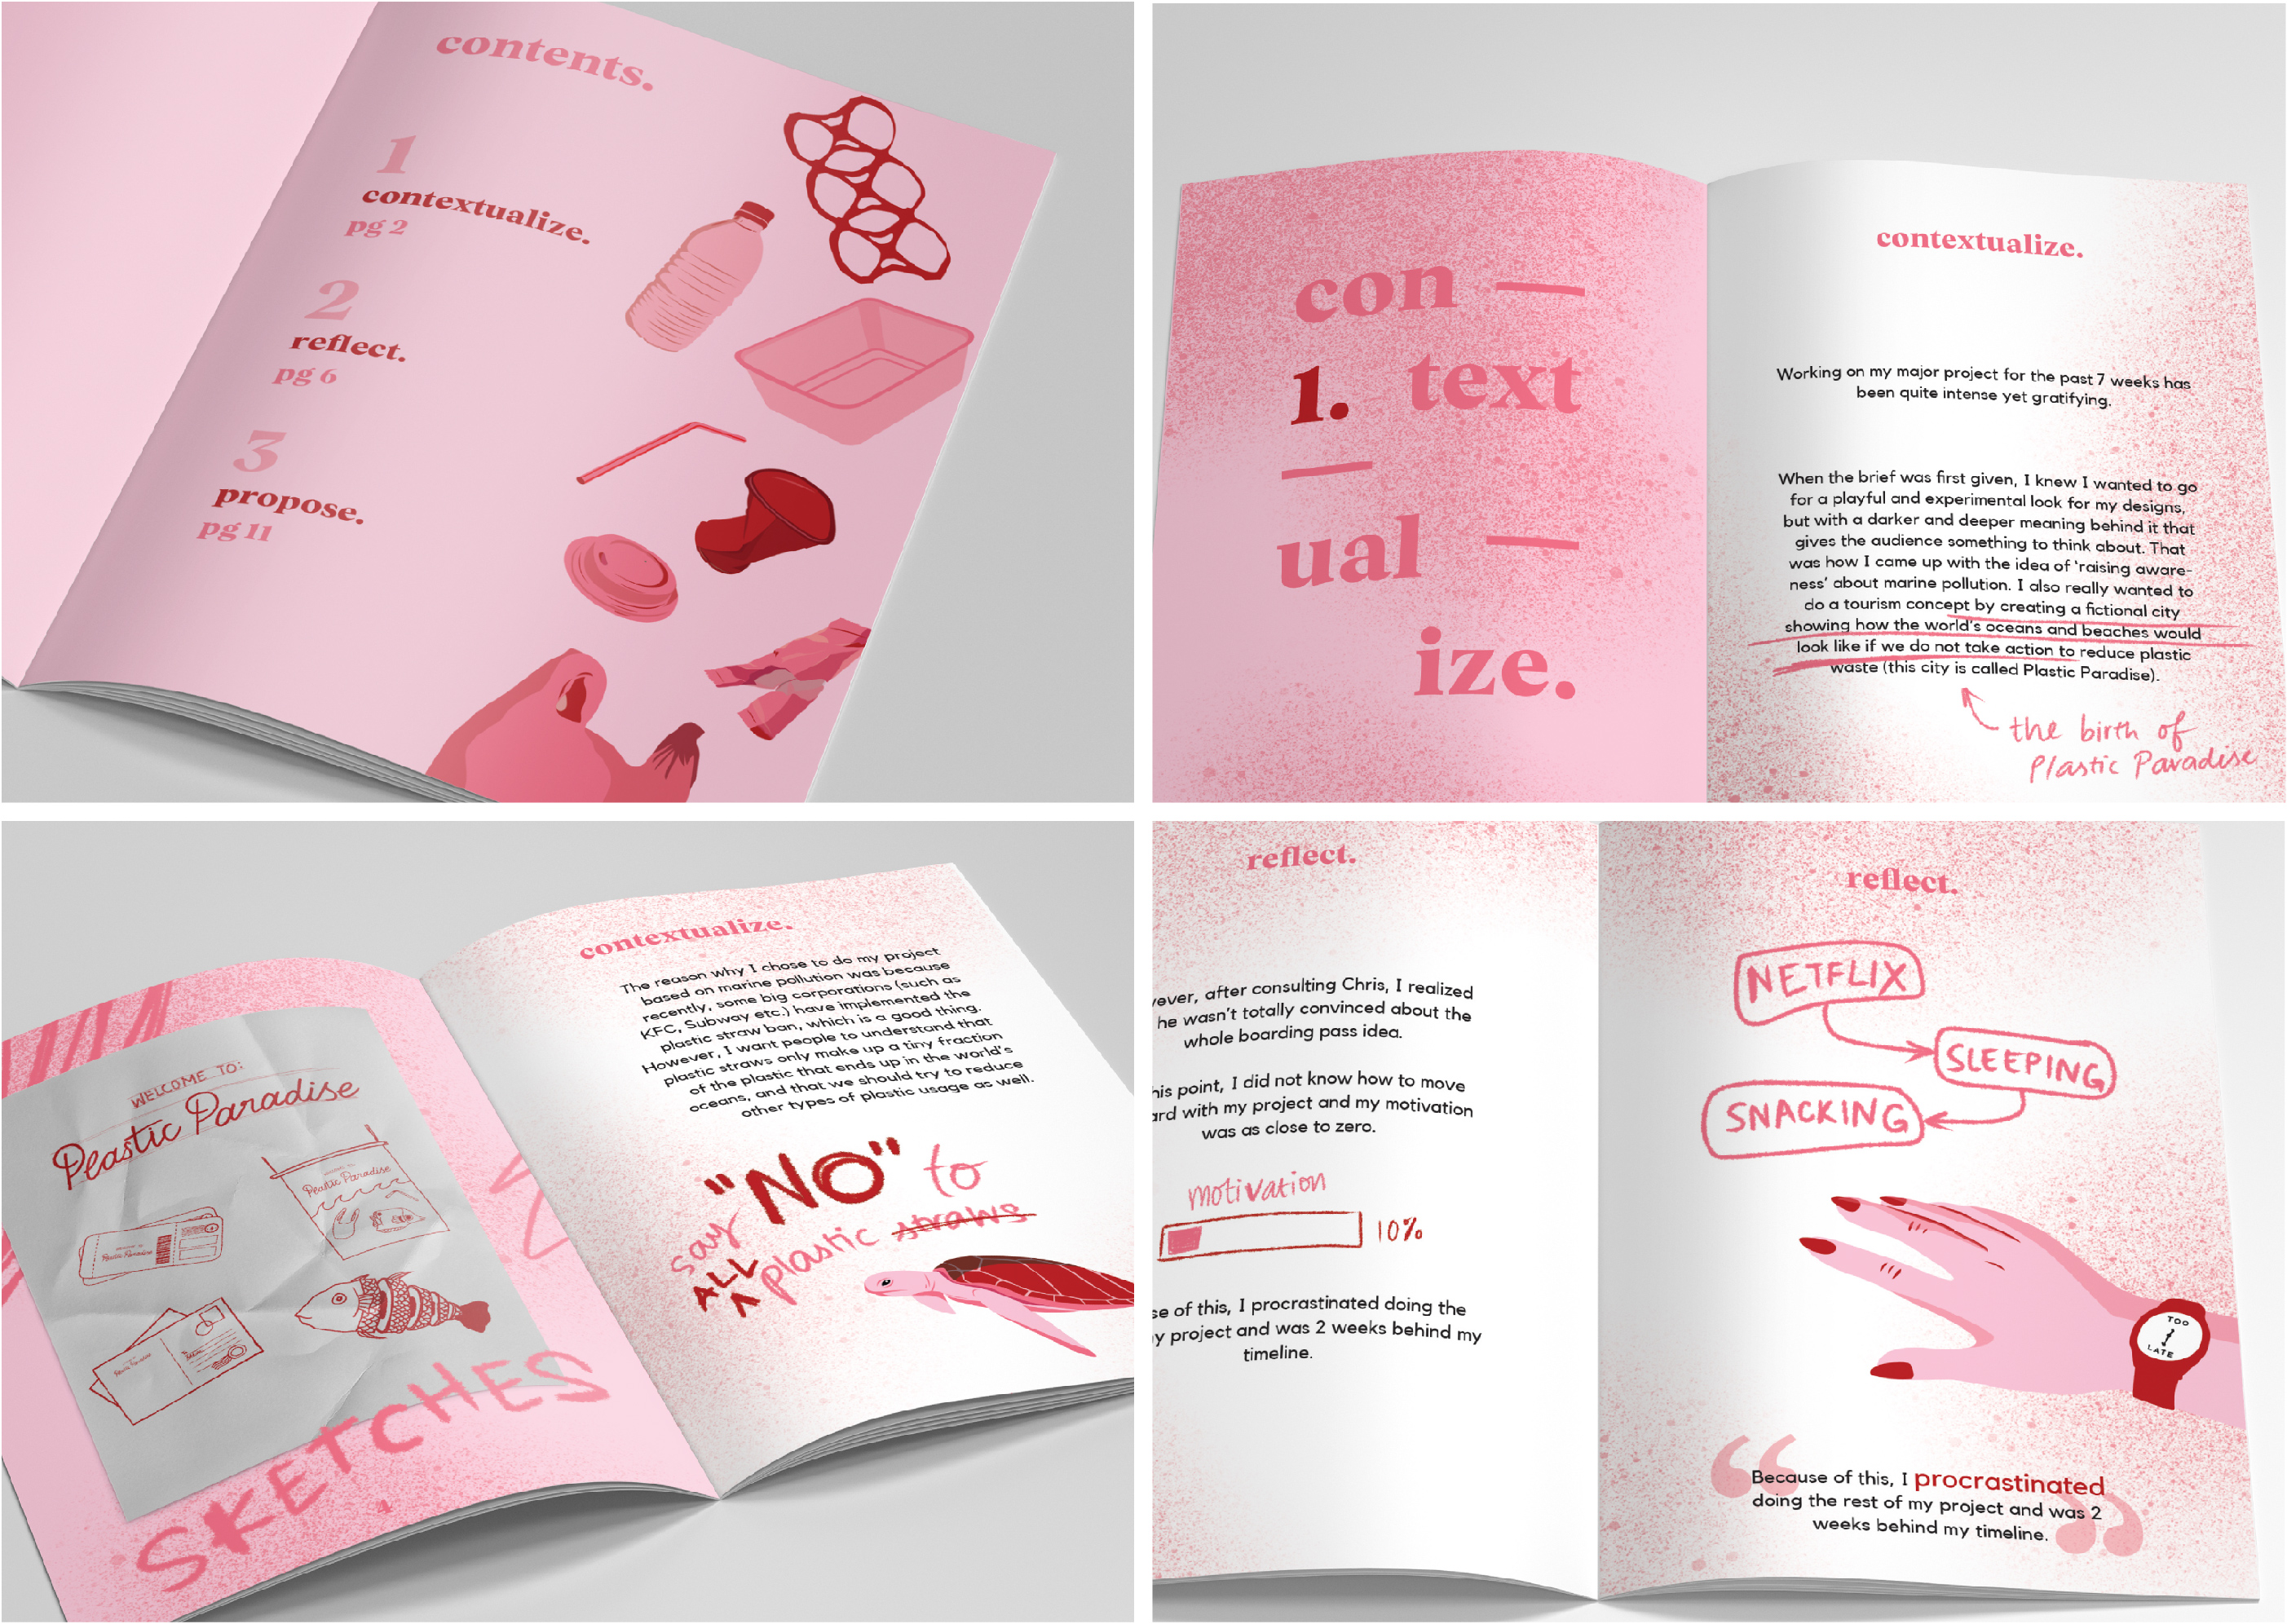 contents.
1
contextualize.
pg 2
2
reflect.
pg 6
3
propose.
pg 11
con —
1. text
—
ual —
ize.
contextualize.
Working on my major project for the past 7 weeks has
been quite intense yet gratifying.
When the brief was first given, I knew I wanted to go
for a playful and experimental look for my designs,
but with a darker and deeper meaning behind it that
gives the audience something to think about. That
was how I came up with the idea of ‘raising aware-
ness’ about marine pollution. I also really wanted to
do a tourism concept by creating a fictional city
showing how the world’s oceans and beaches would
look like if we do not take action to reduce plastic
waste (this city is called Plastic Paradise).
the birth of
Plastic Paradise
WELCOME TO:
Plastic Paradise
Plastic Paradise
Plastic Paradise
SKETCHES
4
contextualize.
The reason why I chose to do my project
based on marine pollution was because
recently, some big corporations (such as
KFC, Subway etc.) have implemented the
plastic straw ban, which is a good thing.
However, I want people to understand that
plastic straws only make up a tiny fraction
of the plastic that ends up in the world’s
oceans, and that we should try to reduce
other types of plastic usage as well.
say "NO" to
ALL plastic straws
reflect.
ever, after consulting Chris, I realized
he wasn’t totally convinced about the
whole boarding pass idea.
his point, I did not know how to move
ard with my project and my motivation
was as close to zero.
motivation
10%
se of this, I procrastinated doing the
y project and was 2 weeks behind my
timeline.
reflect.
NETFLIX
SLEEPING
SNACKING
TOO
LATE
“Because of this, I procrastinated
doing the rest of my project and was 2
weeks behind my timeline.”